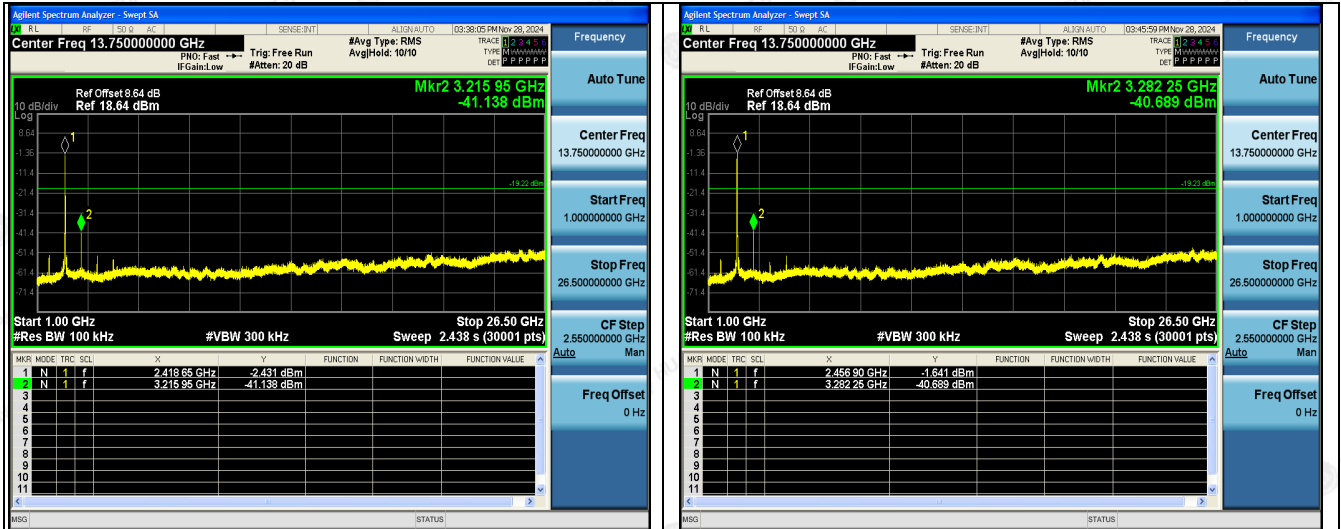 Agilent Spectrum Analyzer - Swept SA
RL RF 50 Ω AC SENSE:INT ALIGN AUTO 03:38:05 PM Nov 28, 2024
Center Freq 13.750000000 GHz
#Avg Type: RMS
TRACE 1 2 3 4 5 6
PNO: Fast
Trig: Free Run
Avg|Hold: 10/10
TYPE M
IFGain:Low
#Atten: 20 dB
DET P P P P P P
Mkr2 3.215 95 GHz
-41.138 dBm
Ref Offset 8.64 dB
10 dB/div Ref 18.64 dBm
Log
8.64
-1.36
-11.4
-21.4
-31.4
-41.4
-51.4
-61.4
-71.4
1
2
-19.22 dBm
Start 1.00 GHz
Stop 26.50 GHz
#Res BW 100 kHz
#VBW 300 kHz
Sweep 2.438 s (30001 pts)
MKR MODE TRC SCL X Y FUNCTION FUNCTION WIDTH FUNCTION VALUE
1 N 1 f 2.418 65 GHz -2.431 dBm
2 N 1 f 3.215 95 GHz -41.138 dBm
3
4
5
6
7
8
9
10
11
MSG
STATUS
Frequency
Auto Tune
Center Freq
13.750000000 GHz
Start Freq
1.000000000 GHz
Stop Freq
26.500000000 GHz
CF Step
2.550000000 GHz
Auto Man
Freq Offset
0 Hz
Agilent Spectrum Analyzer - Swept SA
RL RF 50 Ω AC SENSE:INT ALIGN AUTO 03:45:59 PM Nov 28, 2024
Center Freq 13.750000000 GHz
#Avg Type: RMS
TRACE 1 2 3 4 5 6
PNO: Fast
Trig: Free Run
Avg|Hold: 10/10
TYPE M
IFGain:Low
#Atten: 20 dB
DET P P P P P P
Mkr2 3.282 25 GHz
-40.689 dBm
Ref Offset 8.64 dB
10 dB/div Ref 18.64 dBm
Log
8.64
-1.36
-11.4
-21.4
-31.4
-41.4
-51.4
-61.4
-71.4
1
2
-19.23 dBm
Start 1.00 GHz
Stop 26.50 GHz
#Res BW 100 kHz
#VBW 300 kHz
Sweep 2.438 s (30001 pts)
MKR MODE TRC SCL X Y FUNCTION FUNCTION WIDTH FUNCTION VALUE
1 N 1 f 2.456 90 GHz -1.641 dBm
2 N 1 f 3.282 25 GHz -40.689 dBm
3
4
5
6
7
8
9
10
11
MSG
STATUS
Frequency
Auto Tune
Center Freq
13.750000000 GHz
Start Freq
1.000000000 GHz
Stop Freq
26.500000000 GHz
CF Step
2.550000000 GHz
Auto Man
Freq Offset
0 Hz